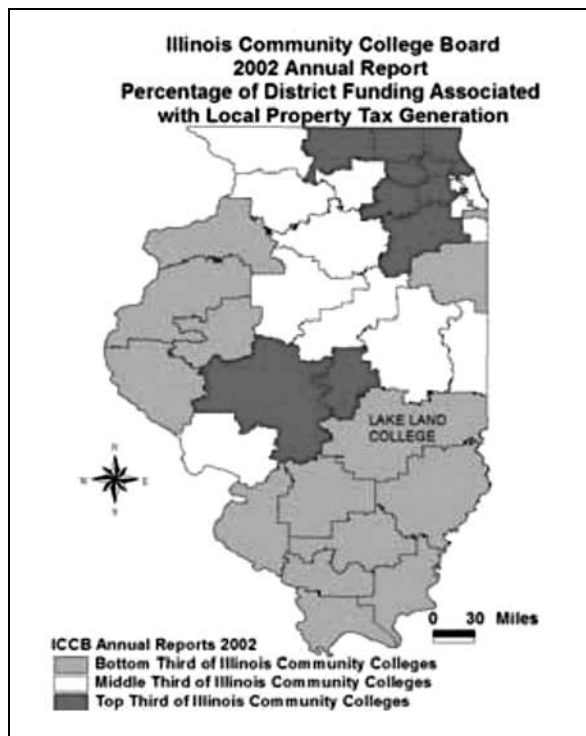 Illinois Community College Board
2002 Annual Report
Percentage of District Funding Associated
with Local Property Tax Generation
LAKE LAND
COLLEGE
N
W E
S
0 30 Miles
ICCB Annual Reports 2002
Bottom Third of Illinois Community Colleges
Middle Third of Illinois Community Colleges
Top Third of Illinois Community Colleges